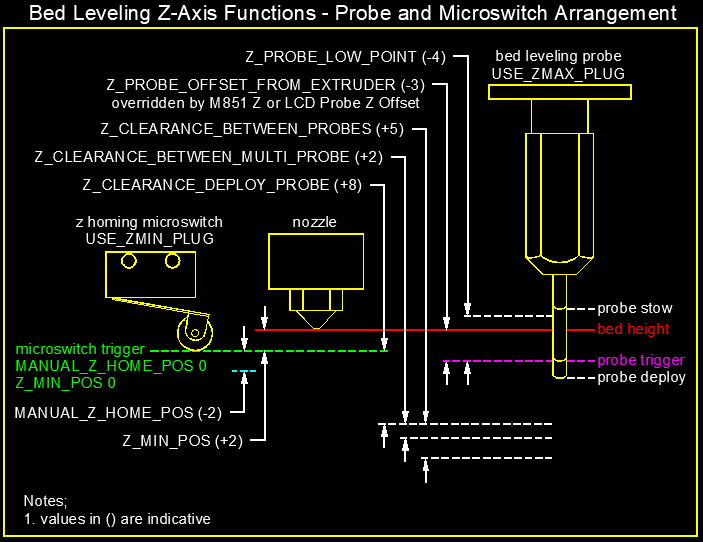 Bed Leveling Z-Axis Functions - Probe and Microswitch Arrangement
Z_PROBE_LOW_POINT (-4)
bed leveling probe
USE_ZMAX_PLUG
Z_PROBE_OFFSET_FROM_EXTRUDER (-3)
overridden by M851 Z or LCD Probe Z Offset
Z_CLEARANCE_BETWEEN_PROBES (+5)
Z_CLEARANCE_BETWEEN_MULTI_PROBE (+2)
Z_CLEARANCE_DEPLOY_PROBE (+8)
z homing microswitch
USE_ZMIN_PLUG
nozzle
probe stow
bed height
microswitch trigger
MANUAL_Z_HOME_POS 0
Z_MIN_POS 0
probe trigger
probe deploy
MANUAL_Z_HOME_POS (-2)
Z_MIN_POS (+2)
Notes;
1. values in () are indicative